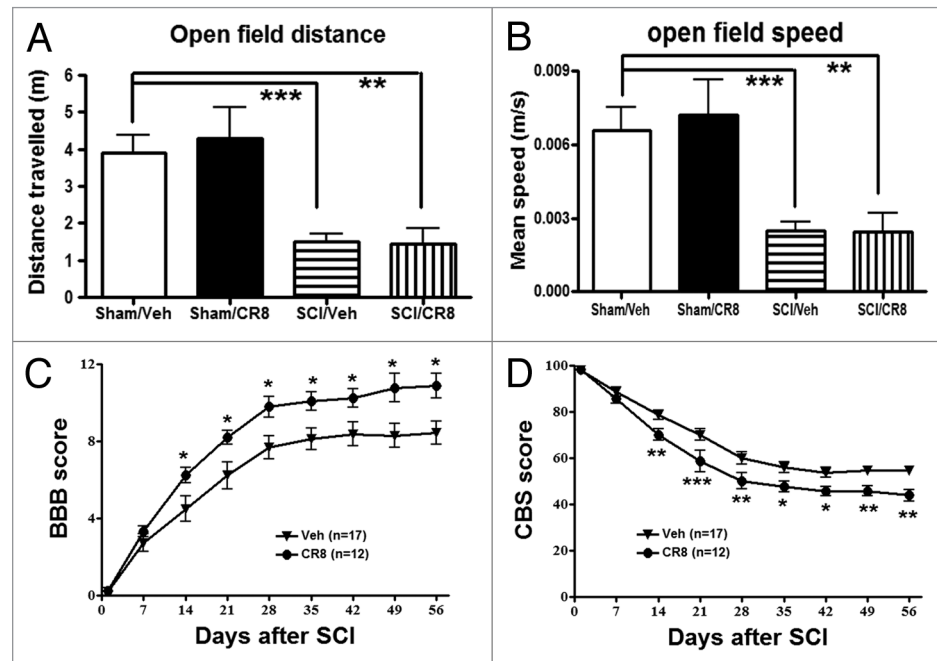 A
Open field distance
Distance travelled (m)
6
5
4
3
2
1
0
*** **
Sham/Veh Sham/CR8 SCI/Veh SCI/CR8
B
open field speed
Mean speed (m/s)
0.009
0.006
0.003
0.000
*** **
Sham/Veh Sham/CR8 SCI/Veh SCI/CR8
C
BBB score
12
8
4
0
* * * * * * *
Veh (n=17)
CR8 (n=12)
0 7 14 21 28 35 42 49 56
Days after SCI
D
CBS score
100
80
60
40
20
0
** *** ** * * ** **
Veh (n=17)
CR8 (n=12)
0 7 14 21 28 35 42 49 56
Days after SCI